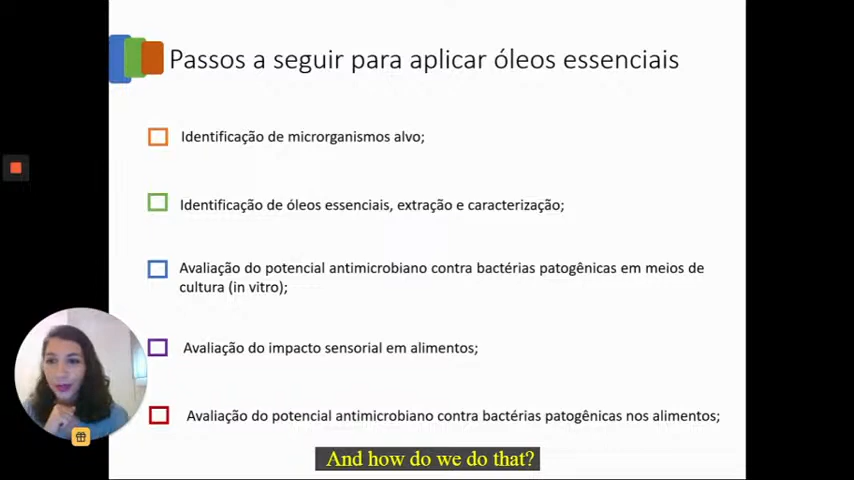 Passos a seguir para aplicar óleos essenciais
Identificação de microrganismos alvo;
Identificação de óleos essenciais, extração e caracterização;
Avaliação do potencial antimicrobiano contra bactérias patogênicas em meios de
cultura (in vitro);
Avaliação do impacto sensorial em alimentos;
Avaliação do potencial antimicrobiano contra bactérias patogênicas nos alimentos;
And how do we do that?